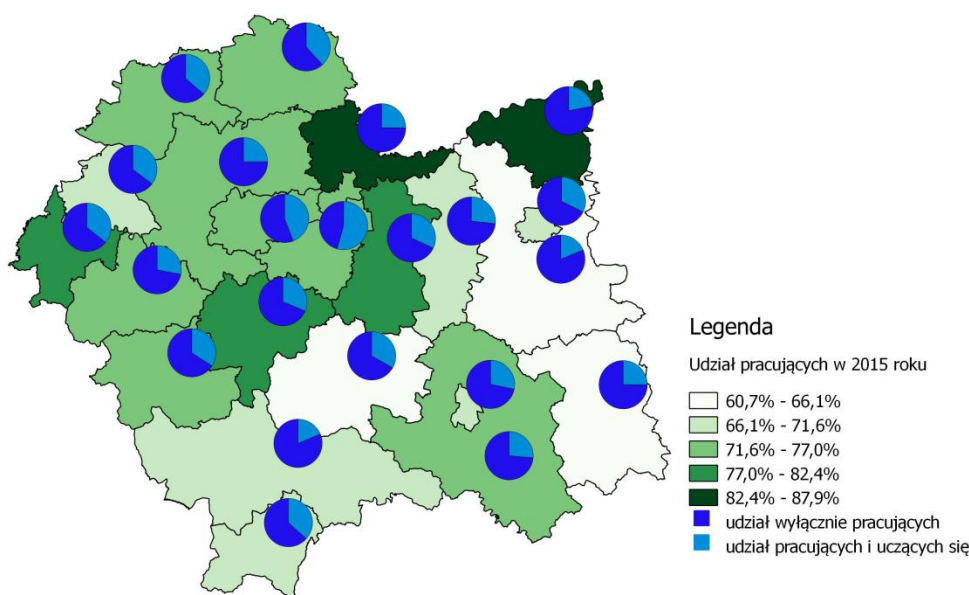 Legenda
Udział pracujących w 2015 roku
60,7% - 66,1%
66,1% - 71,6%
71,6% - 77,0%
77,0% - 82,4%
82,4% - 87,9%
udział wyłącznie pracujących
udział pracujących i uczących się